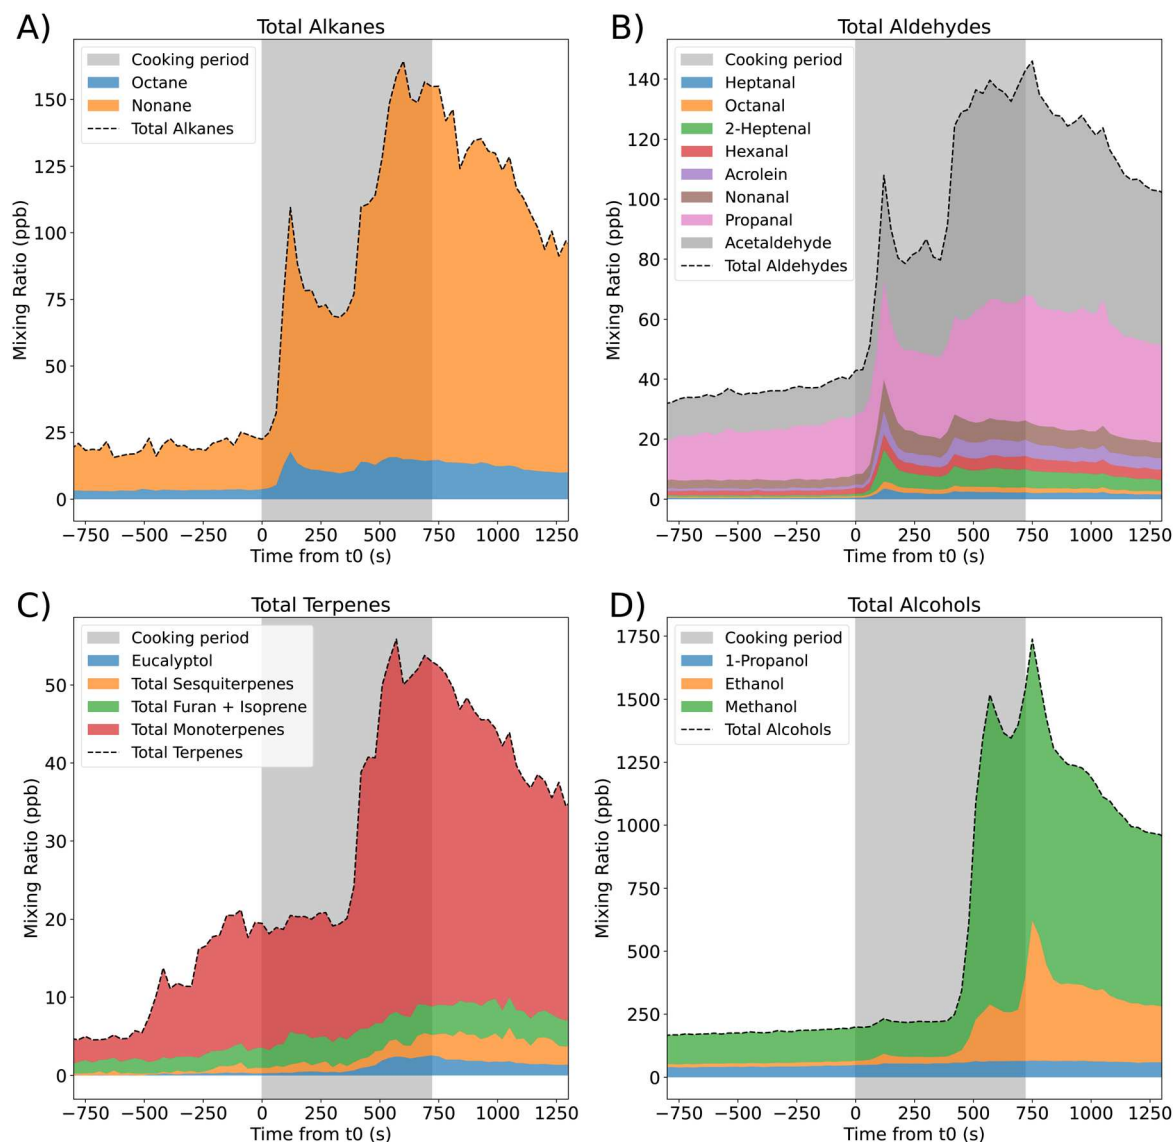 A)
Total Alkanes
Cooking period
Octane
Nonane
Total Alkanes
Mixing Ratio (ppb)
150
125
100
75
50
25
0
−750 −500 −250 0 250 500 750 1000 1250
Time from t0 (s)
B)
Total Aldehydes
Cooking period
Heptanal
Octanal
2-Heptenal
Hexanal
Acrolein
Nonanal
Propanal
Acetaldehyde
Total Aldehydes
Mixing Ratio (ppb)
140
120
100
80
60
40
20
0
−750 −500 −250 0 250 500 750 1000 1250
Time from t0 (s)
C)
Total Terpenes
Cooking period
Eucalyptol
Total Sesquiterpenes
Total Furan + Isoprene
Total Monoterpenes
Total Terpenes
Mixing Ratio (ppb)
50
40
30
20
10
0
−750 −500 −250 0 250 500 750 1000 1250
Time from t0 (s)
D)
Total Alcohols
Cooking period
1-Propanol
Ethanol
Methanol
Total Alcohols
Mixing Ratio (ppb)
1750
1500
1250
1000
750
500
250
0
−750 −500 −250 0 250 500 750 1000 1250
Time from t0 (s)